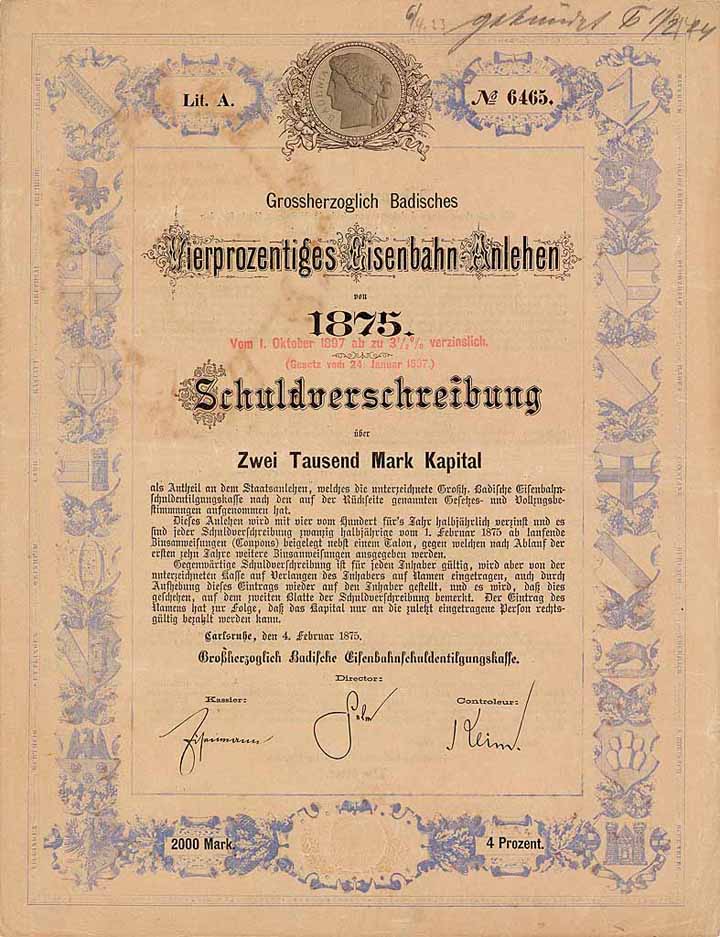 gekündet
Lit. A.
№ 6465.
BADENIA
Grossherzoglich Badisches
Vierprozentiges Eisenbahn-Anlehen
von
1875.
Vom 1. Oktober 1897 ab zu 3½% verzinslich.
(Gesetz vom 24. Januar 1897.)
Schuldverschreibung
über
Zwei Tausend Mark Kapital
als Antheil an dem Staatsanlehen, welches die unterzeichnete Großh. Badische Eisenbahn-
schuldentilgungskasse nach den auf der Rückseite genannten Gesetzes- und Vollzugsbe-
stimmungen aufgenommen hat.
Dieses Anlehen wird mit vier vom Hundert für's Jahr halbjährlich verzinst und es
sind jeder Schuldverschreibung zwanzig halbjährige vom 1. Februar 1875 ab laufende
Zinsanweisungen (Coupons) beigelegt nebst einem Talon, gegen welchen nach Ablauf der
ersten zehn Jahre weitere Zinsanweisungen ausgegeben werden.
Gegenwärtige Schuldverschreibung ist für jeden Inhaber gültig, wird aber von der
unterzeichneten Kasse auf Verlangen des Inhabers auf Namen eingetragen, auch durch
Aufhebung dieses Eintrags wieder auf den Inhaber gestellt, und es wird, daß dies
geschehen, auf dem zweiten Blatte der Schuldverschreibung bemerkt. Der Eintrag des
Namens hat zur Folge, daß das Kapital nur an die zuletzt eingetragene Person rechts-
gültig bezahlt werden kann.
Carlsruhe, den 4. Februar 1875.
Großherzoglich Badische Eisenbahnschuldentilgungskasse.
Director:
Kassier:
Controleur:
Eisenmann
Helm
Keim.
2000 Mark.
4 Prozent.